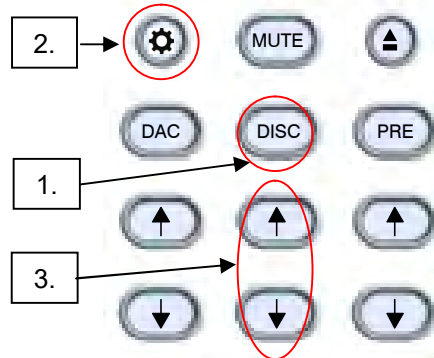 2.
MUTE
DAC
DISC
PRE
1.
3.